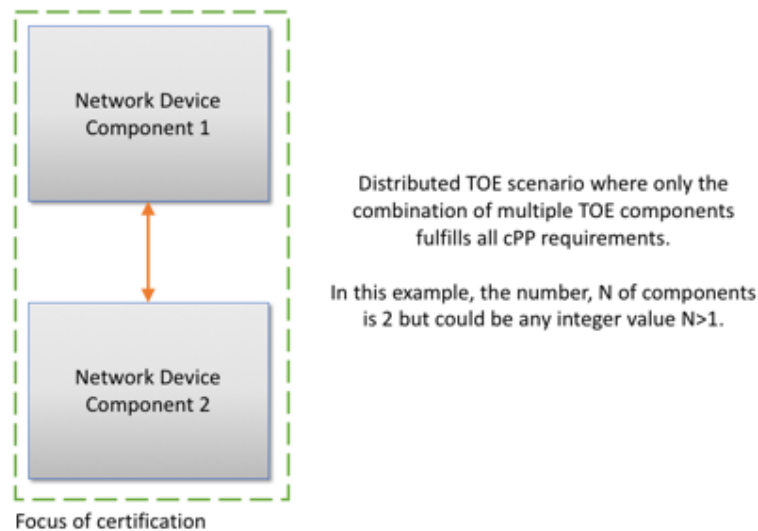 Network Device
Component 1
Distributed TOE scenario where only the
combination of multiple TOE components
fulfills all cPP requirements.
In this example, the number, N of components
is 2 but could be any integer value N>1.
Network Device
Component 2
Focus of certification